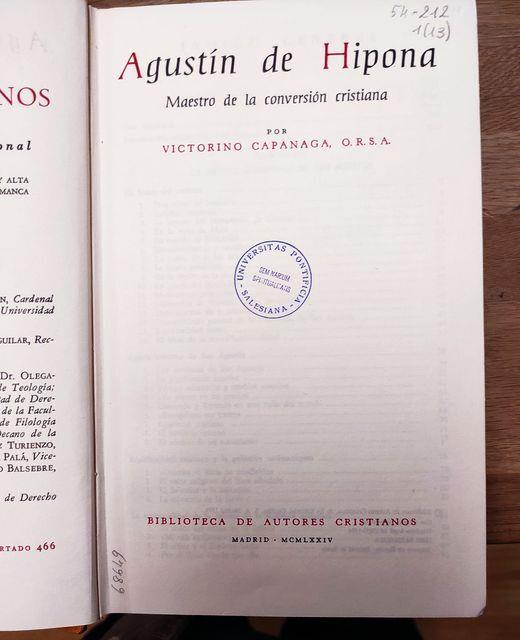 NOS
onal
Y ALTA
MANCA
N, Cardenal
Universidad
GUILAR, Rec-
DR. OLEGA-
de Teología;
tad de Dere-
de la Facul-
de Filología
Decano de la
Z TURIENZO,
PALÁ, Vice-
O BALSEBRE,
de Derecho
RTADO 466
54-212
1(13)
Agustín de Hipona
Maestro de la conversión cristiana
POR
VICTORINO CAPANAGA, O.R.S.A.
UNIVERSITAS PONTIFICIA
SALESIANA
BIBLIOTECA DE AUTORES CRISTIANOS
MADRID · MCMLXXIV
68649